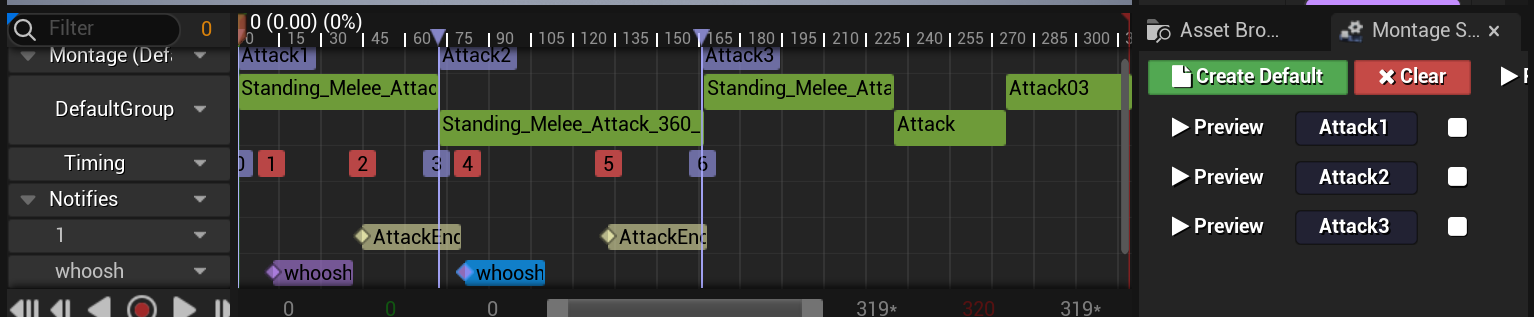 Filter 0
0 (0.00) (0%)
0 15 30 45 60 75 90 105 120 135 150 165 180 195 210 225 240 255 270 285 300 3
Montage (Def
Attack1 Attack2 Attack3
DefaultGroup
Standing_Melee_Attac Standing_Melee_Atta Attack03
Standing_Melee_Attack_360_ Attack
Timing
0 1 2 3 4 5 6
Notifies
1
AttackEnd AttackEnd
whoosh
whoosh whoosh
0 0 0 319* 320 319*
Asset Bro... Montage S... ×
Create Default Clear
Preview Attack1
Preview Attack2
Preview Attack3